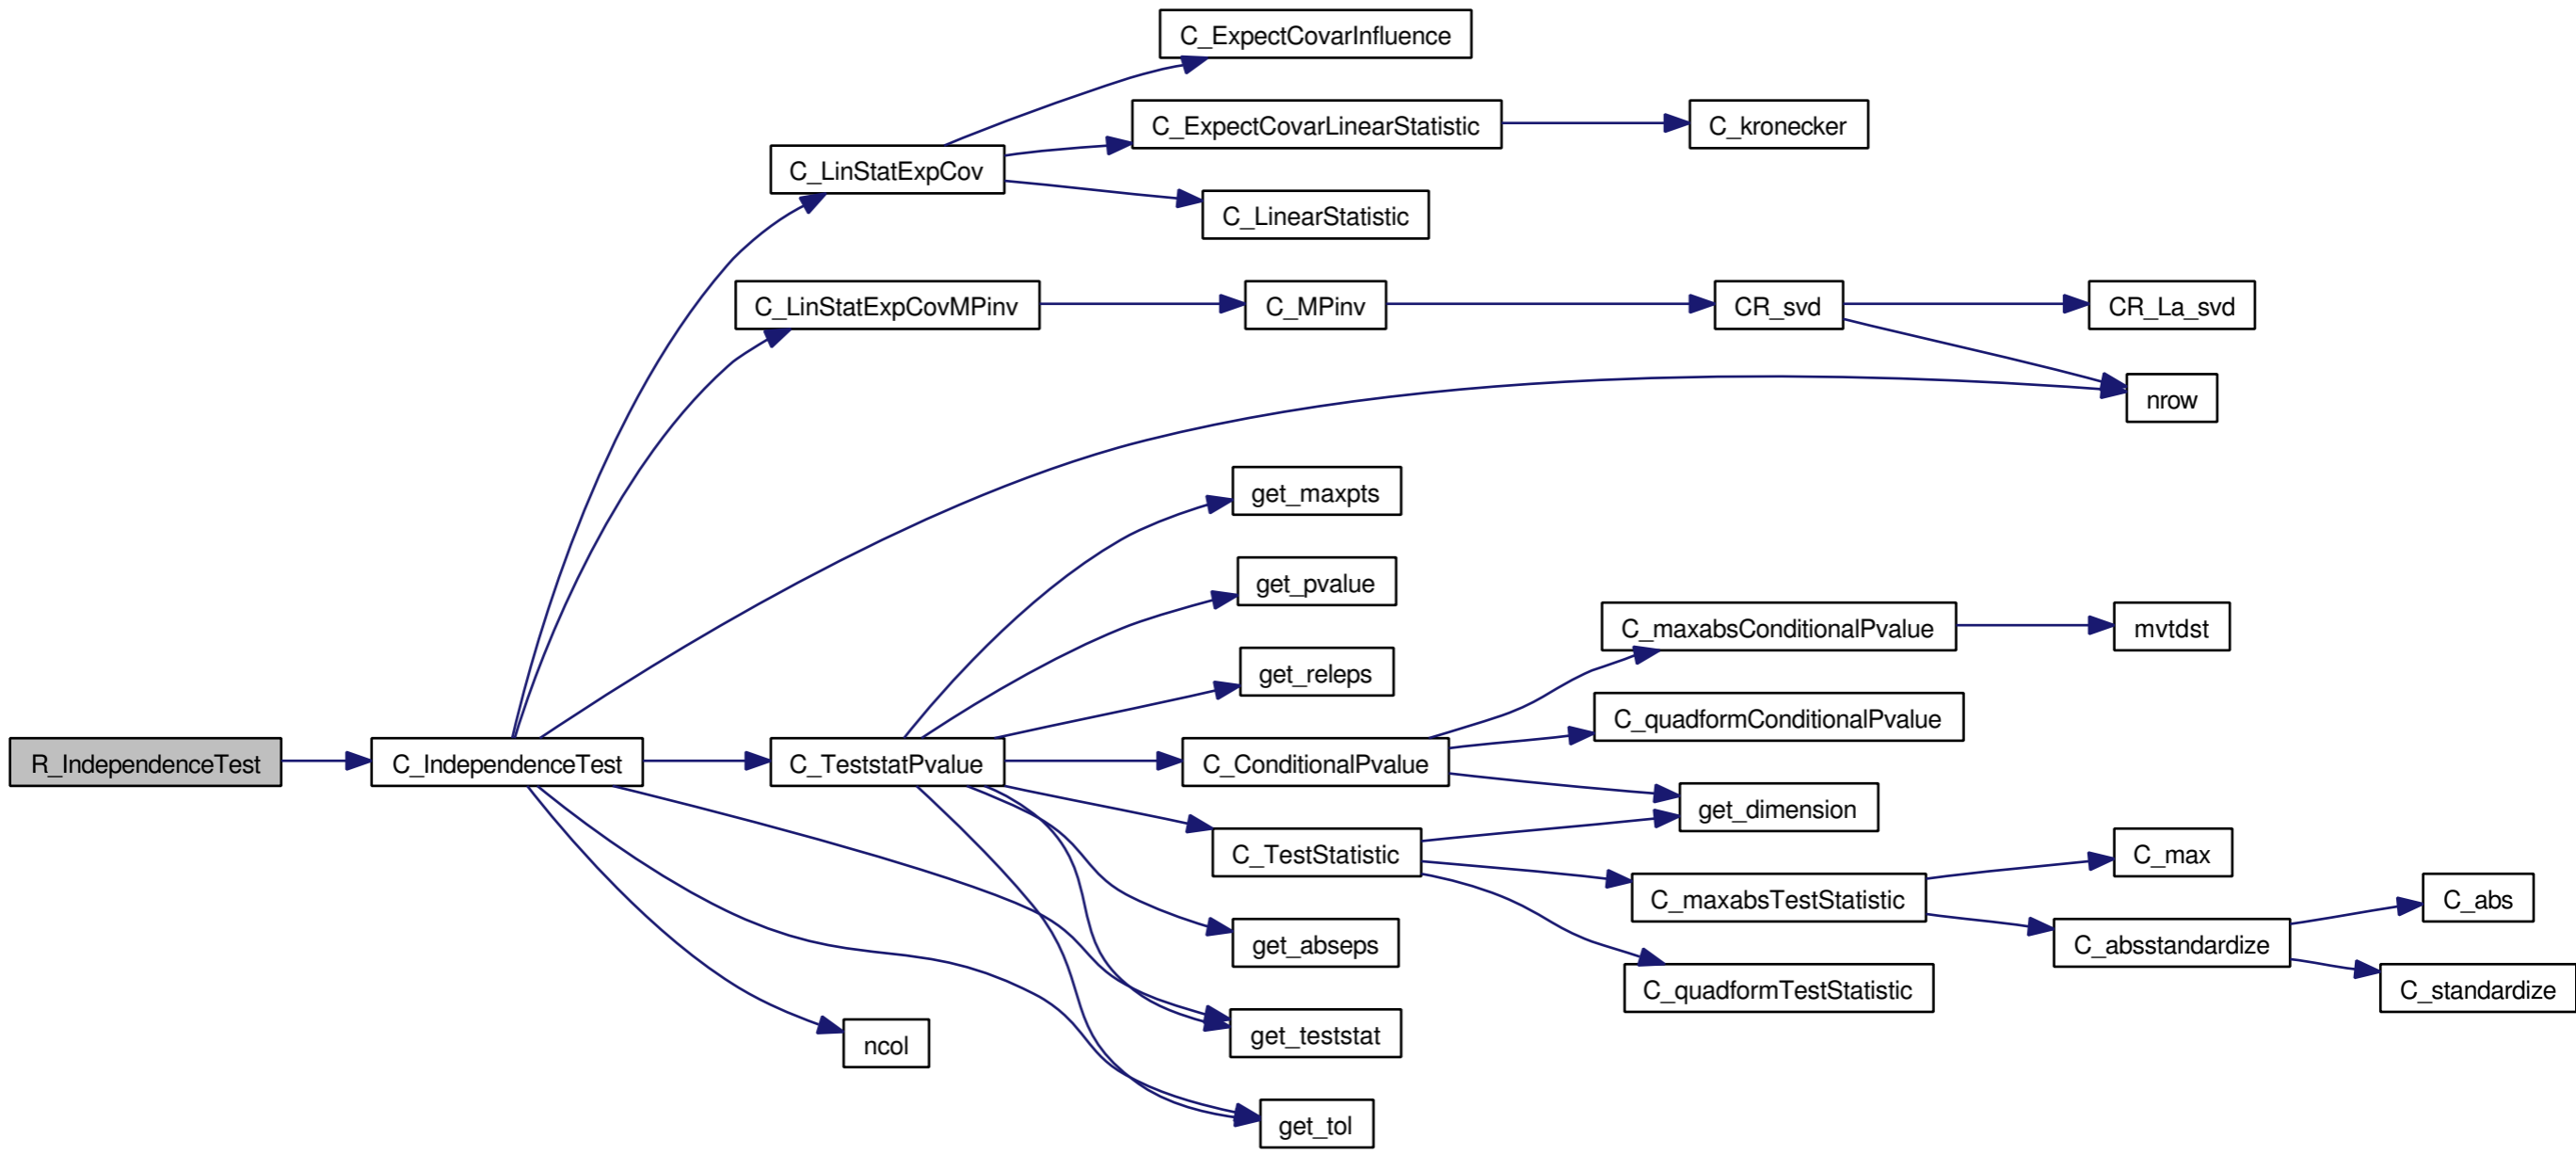 C_ExpectCovarInfluence
C_ExpectCovarLinearStatistic
C_kronecker
C_LinStatExpCov
C_LinearStatistic
C_LinStatExpCovMPinv
C_MPinv
CR_svd
CR_La_svd
nrow
get_maxpts
get_pvalue
C_maxabsConditionalPvalue
mvtdst
get_releps
C_quadformConditionalPvalue
R_IndependenceTest
C_IndependenceTest
C_TeststatPvalue
C_ConditionalPvalue
get_dimension
C_TestStatistic
C_max
C_maxabsTestStatistic
C_abs
get_abseps
C_absstandardize
C_quadformTestStatistic
C_standardize
get_teststat
ncol
get_tol